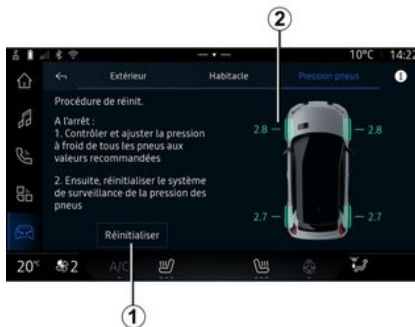 2
10°C 14:22
Extérieur Habitacle Pression pneus
Procédure de réinit.
A l'arrêt :
1. Contrôler et ajuster la pression
à froid de tous les pneus aux
valeurs recommandées
2. Ensuite, réinitialiser le système
de surveillance de la pression des
pneus
2.8 2.8
2.7 2.7
Réinitialiser
20°C 2 A/C
1